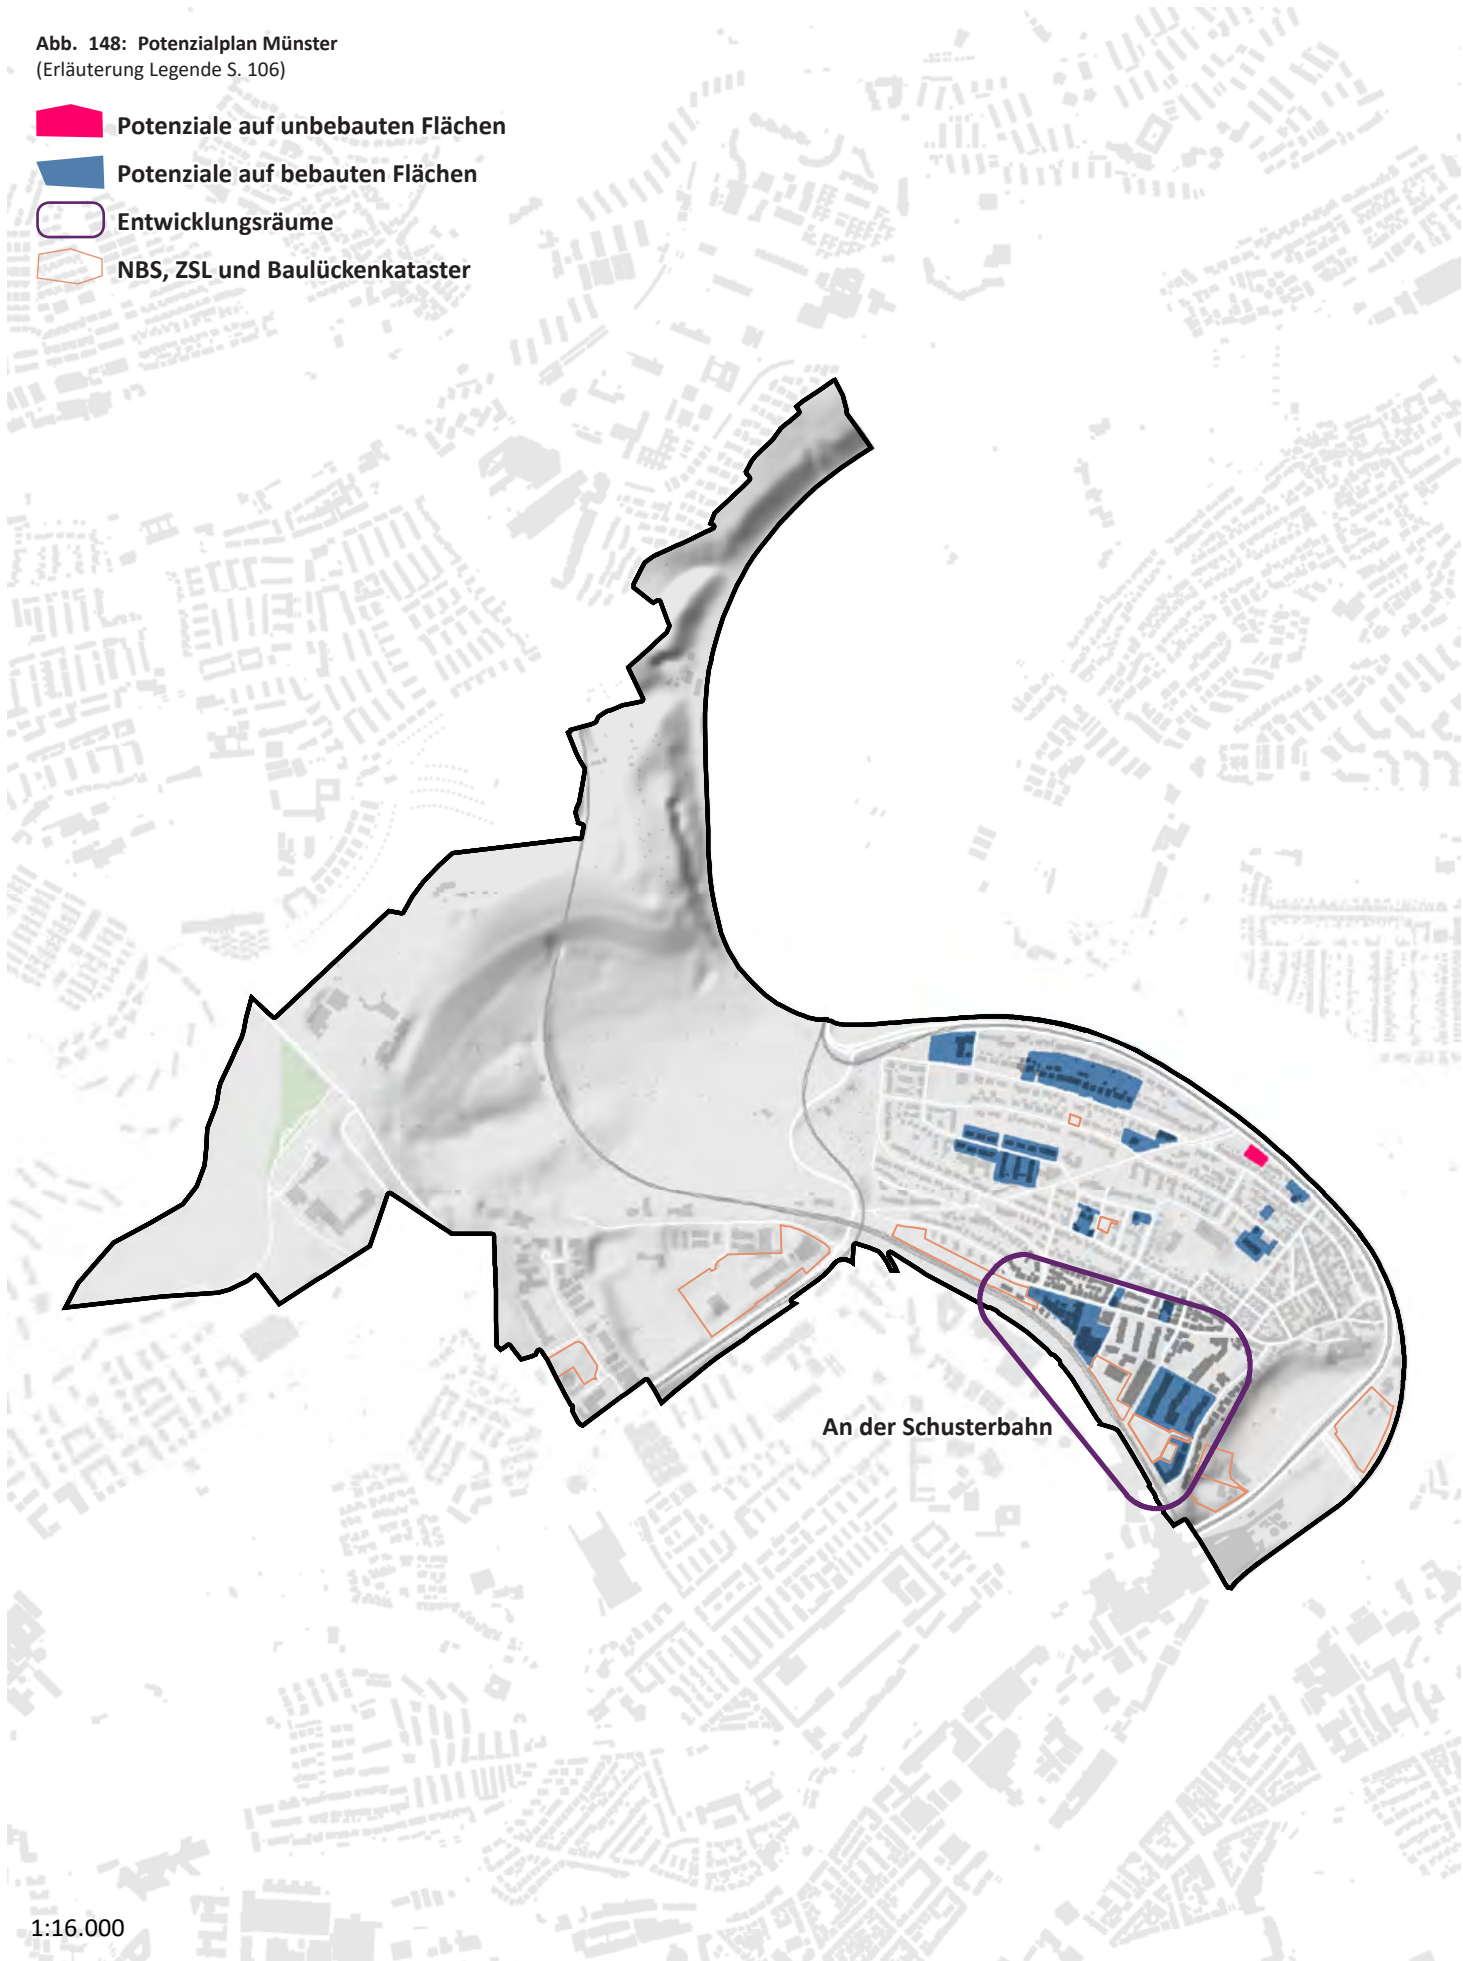 Abb. 148: Potenzialplan Münster
(Erläuterung Legende S. 106)
Potenziale auf unbebauten Flächen
Potenziale auf bebauten Flächen
Entwicklungsräume
NBS, ZSL und Baulückenkataster
An der Schusterbahn
1:16.000